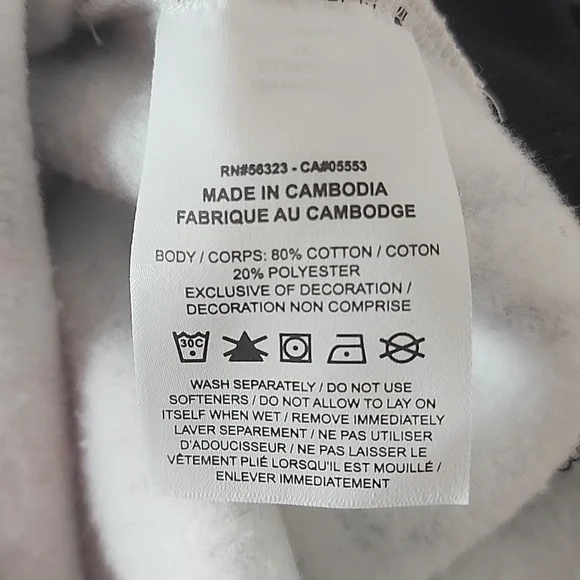 RN#56323 - CA#05553
MADE IN CAMBODIA
FABRIQUE AU CAMBODGE
BODY / CORPS: 80% COTTON / COTON
20% POLYESTER
EXCLUSIVE OF DECORATION /
DECORATION NON COMPRISE
30C
WASH SEPARATELY / DO NOT USE
SOFTENERS / DO NOT ALLOW TO LAY ON
ITSELF WHEN WET / REMOVE IMMEDIATELY
LAVER SEPAREMENT / NE PAS UTILISER
D'ADOUCISSEUR / NE PAS LAISSER LE
VÊTEMENT PLIÉ LORSQU'IL EST MOUILLÉ /
ENLEVER IMMEDIATEMENT